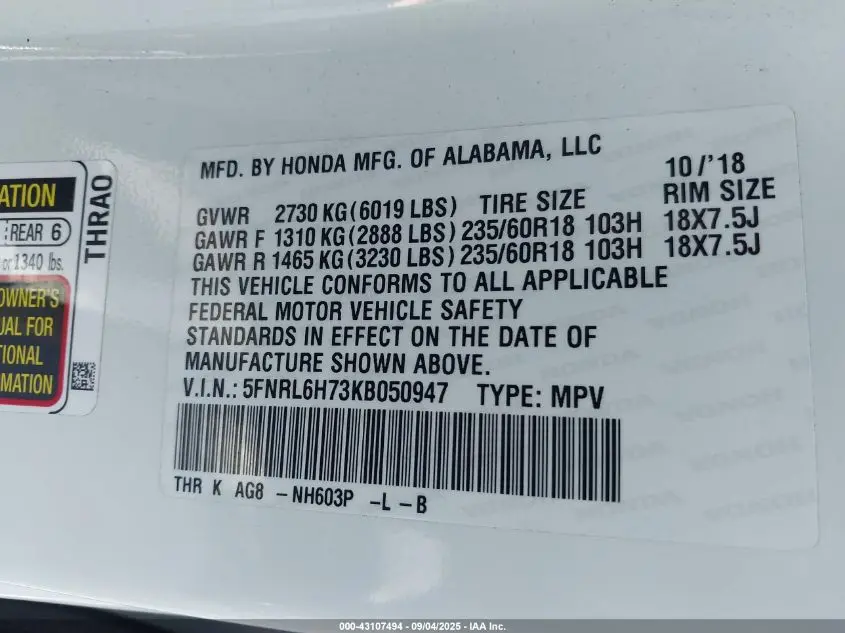 MFD. BY HONDA MFG. OF ALABAMA, LLC 10/'18
GVWR 2730 KG (6019 LBS) TIRE SIZE RIM SIZE
GAWR F 1310 KG (2888 LBS) 235/60R18 103H 18X7.5J
GAWR R 1465 KG (3230 LBS) 235/60R18 103H 18X7.5J
THIS VEHICLE CONFORMS TO ALL APPLICABLE
FEDERAL MOTOR VEHICLE SAFETY
STANDARDS IN EFFECT ON THE DATE OF
MANUFACTURE SHOWN ABOVE.
V.I.N.: 5FNRL6H73KB050947 TYPE: MPV
THR K AG8 -NH603P -L -B
ATION
:REAR 6
or 1340 lbs.
OWNER'S
UAL FOR
TIONAL
MATION
THRA0
000-43107494 - 09/04/2025 - IAA Inc.